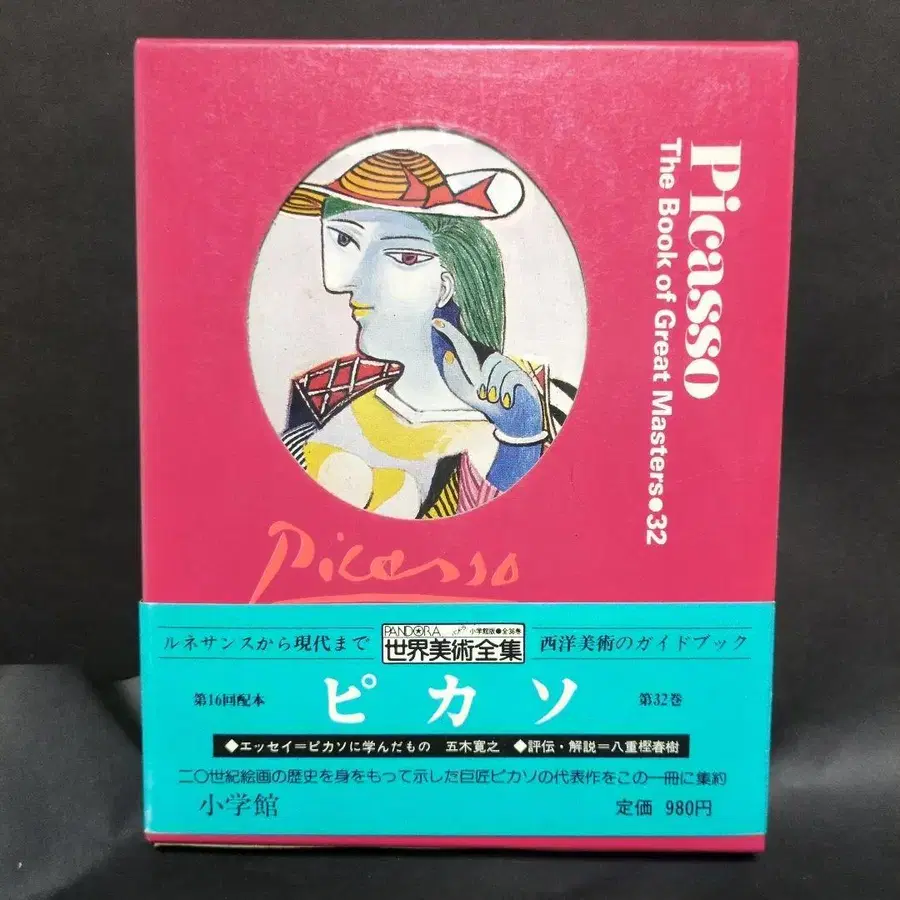 Picasso
The Book of Great Masters●32
Picasso
ルネサンスから現代まで
PANDORA
小学館版●全36巻
世界美術全集
西洋美術のガイドブック
第16回配本
ピカソ
第32巻
◆エッセイ=ピカソに学んだもの 五木寛之 ◆評伝・解説=八重樫春樹
二〇世紀絵画の歴史を身をもって示した巨匠ピカソの代表作をこの一冊に集約
小学館
定価 980円